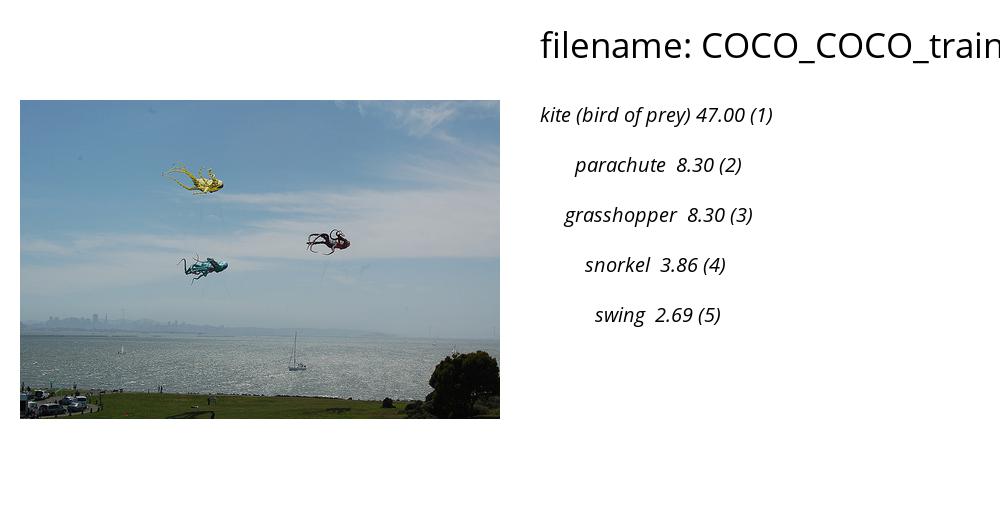 filename: COCO_COCO_train
kite (bird of prey) 47.00 (1)
parachute 8.30 (2)
grasshopper 8.30 (3)
snorkel 3.86 (4)
swing 2.69 (5)